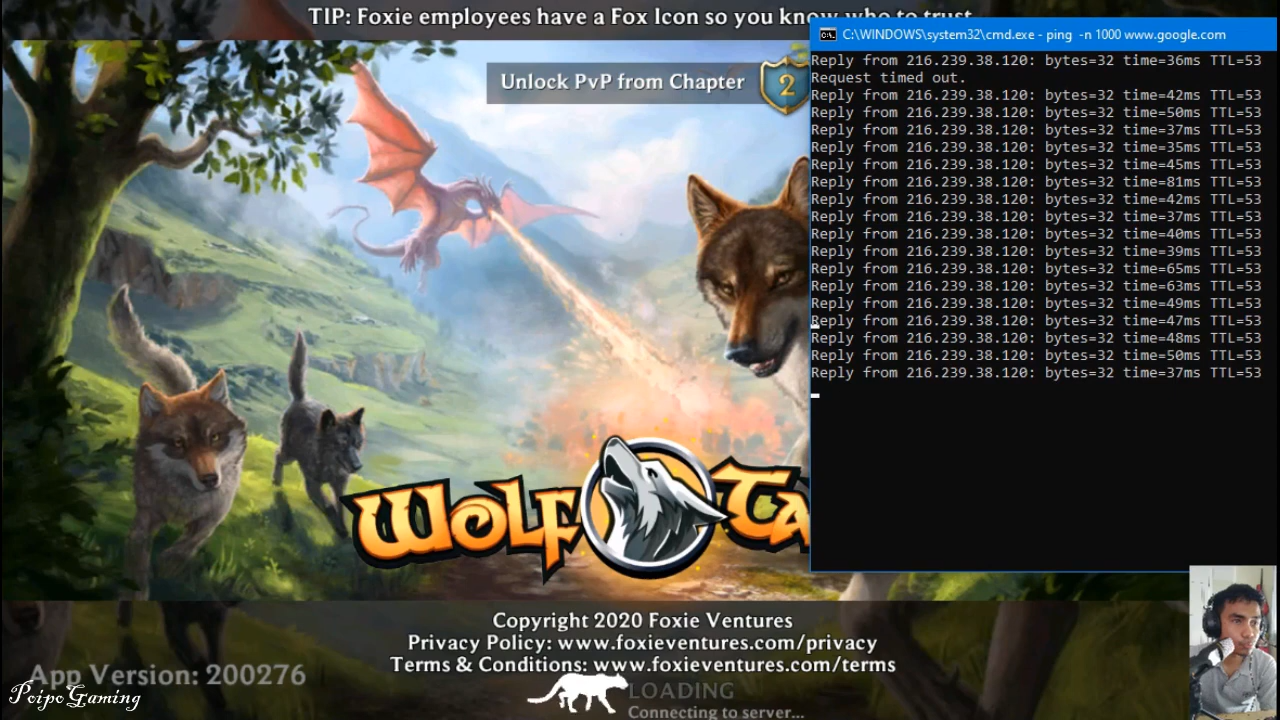 TIP: Foxie employees have a Fox Icon so you know who to trust
Unlock PvP from Chapter
2
C:\WINDOWS\system32\cmd.exe - ping -n 1000 www.google.com
Reply from 216.239.38.120: bytes=32 time=36ms TTL=53
Request timed out.
Reply from 216.239.38.120: bytes=32 time=42ms TTL=53
Reply from 216.239.38.120: bytes=32 time=50ms TTL=53
Reply from 216.239.38.120: bytes=32 time=37ms TTL=53
Reply from 216.239.38.120: bytes=32 time=35ms TTL=53
Reply from 216.239.38.120: bytes=32 time=45ms TTL=53
Reply from 216.239.38.120: bytes=32 time=81ms TTL=53
Reply from 216.239.38.120: bytes=32 time=42ms TTL=53
Reply from 216.239.38.120: bytes=32 time=37ms TTL=53
Reply from 216.239.38.120: bytes=32 time=40ms TTL=53
Reply from 216.239.38.120: bytes=32 time=39ms TTL=53
Reply from 216.239.38.120: bytes=32 time=65ms TTL=53
Reply from 216.239.38.120: bytes=32 time=63ms TTL=53
Reply from 216.239.38.120: bytes=32 time=49ms TTL=53
Reply from 216.239.38.120: bytes=32 time=47ms TTL=53
Reply from 216.239.38.120: bytes=32 time=48ms TTL=53
Reply from 216.239.38.120: bytes=32 time=50ms TTL=53
Reply from 216.239.38.120: bytes=32 time=37ms TTL=53
Wolf Ta
Copyright 2020 Foxie Ventures
Privacy Policy: www.foxieventures.com/privacy
Terms & Conditions: www.foxieventures.com/terms
App Version: 200276
PoipoGaming
LOADING
Connecting to server...